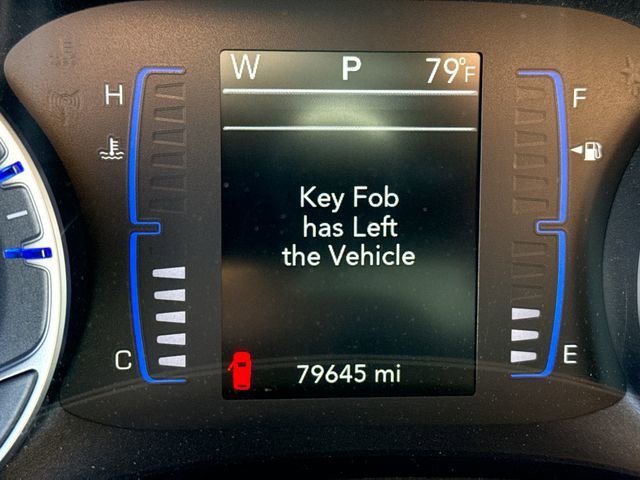 W P 79°F
H
F
Key Fob
has Left
the Vehicle
C
E
79645 mi